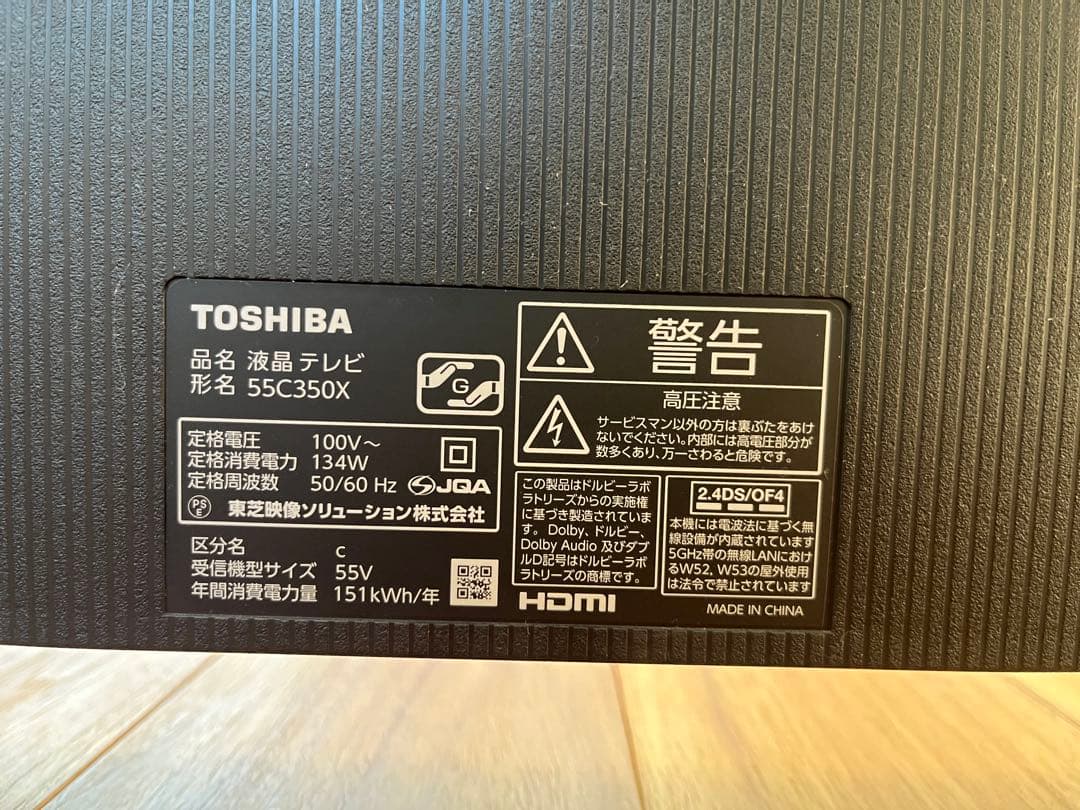 TOSHIBA
品名 液晶テレビ
形名 55C350X
G
定格電圧 100V～
定格消費電力 134W
定格周波数 50/60 Hz
JQA
PS
E
東芝映像ソリューション株式会社
区分名 C
受信機型サイズ 55V
年間消費電力量 151kWh/年
警告
高圧注意
サービスマン以外の方は裏ぶたをあけ
ないでください。内部には高電圧部分が
数多くあり、万一さわると危険です。
この製品はドルビーラボ
ラトリーズからの実施権
に基づき製造されていま
す。Dolby、ドルビー、
Dolby Audio 及びダブ
ルD記号はドルビーラボ
ラトリーズの商標です。
2.4DS/OF4
本機には電波法に基づく無
線設備が内蔵されています
5GHz帯の無線LANにおけ
るW52, W53の屋外使用
は法令で禁止されています
HDMI
MADE IN CHINA